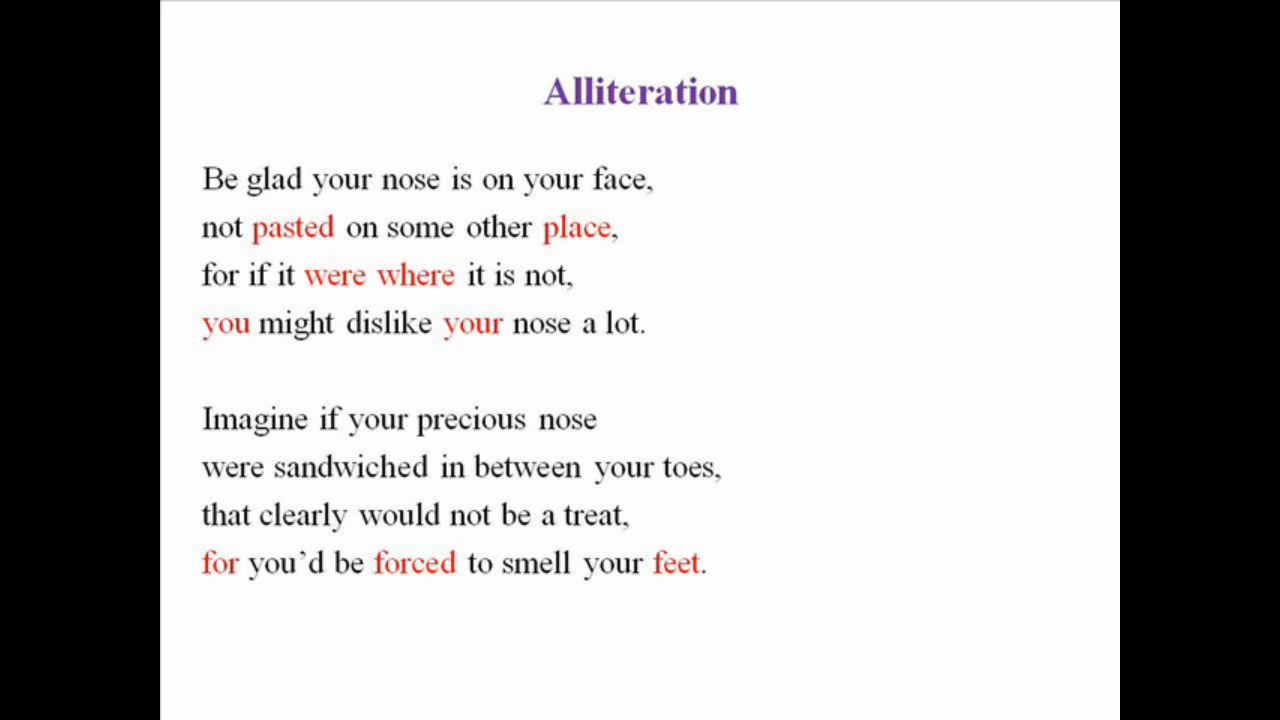 Alliteration
Be glad your nose is on your face,
not pasted on some other place,
for if it were where it is not,
you might dislike your nose a lot.
Imagine if your precious nose
were sandwiched in between your toes,
that clearly would not be a treat,
for you’d be forced to smell your feet.